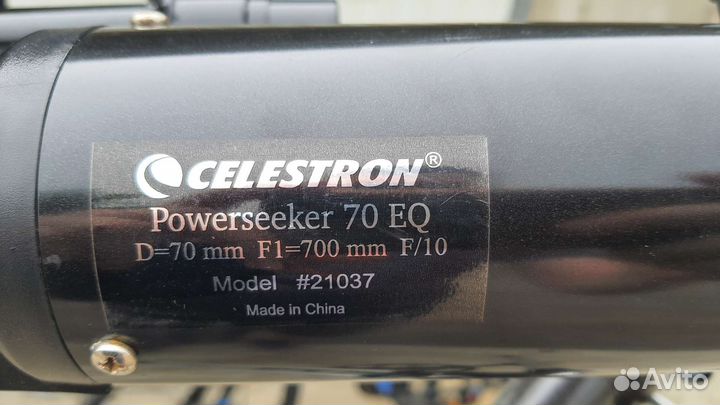 CELESTRON®
Powerseeker 70 EQ
D=70 mm F1=700 mm F/10
Model #21037
Made in China
Avito